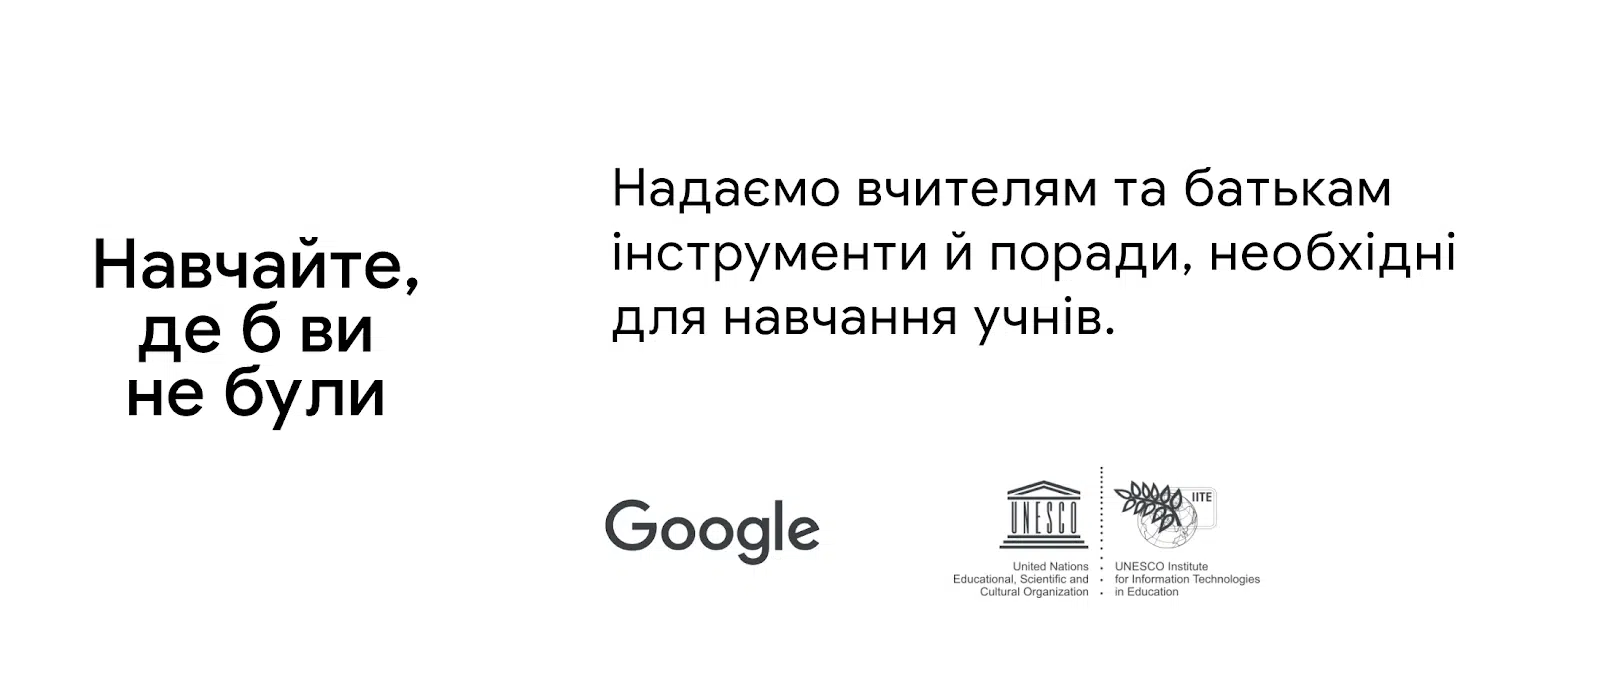 Навчайте,
де б ви
не були
Надаємо вчителям та батькам
інструменти й поради, необхідні
для навчання учнів.
Google
UNESCO
United Nations
Educational, Scientific and
Cultural Organization
IITE
UNESCO Institute
for Information Technologies
in Education